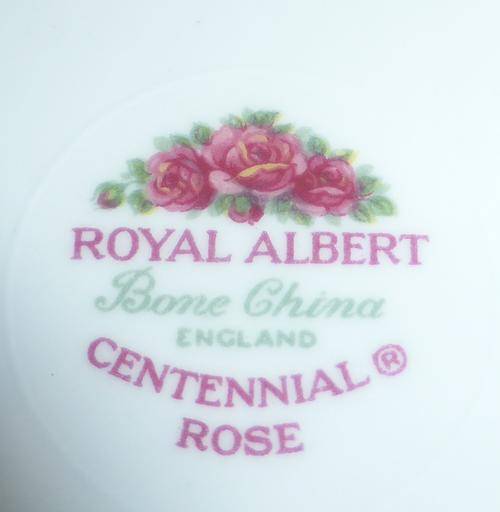 ROYAL ALBERT
Bone China
ENGLAND
CENTENNIAL ®
ROSE